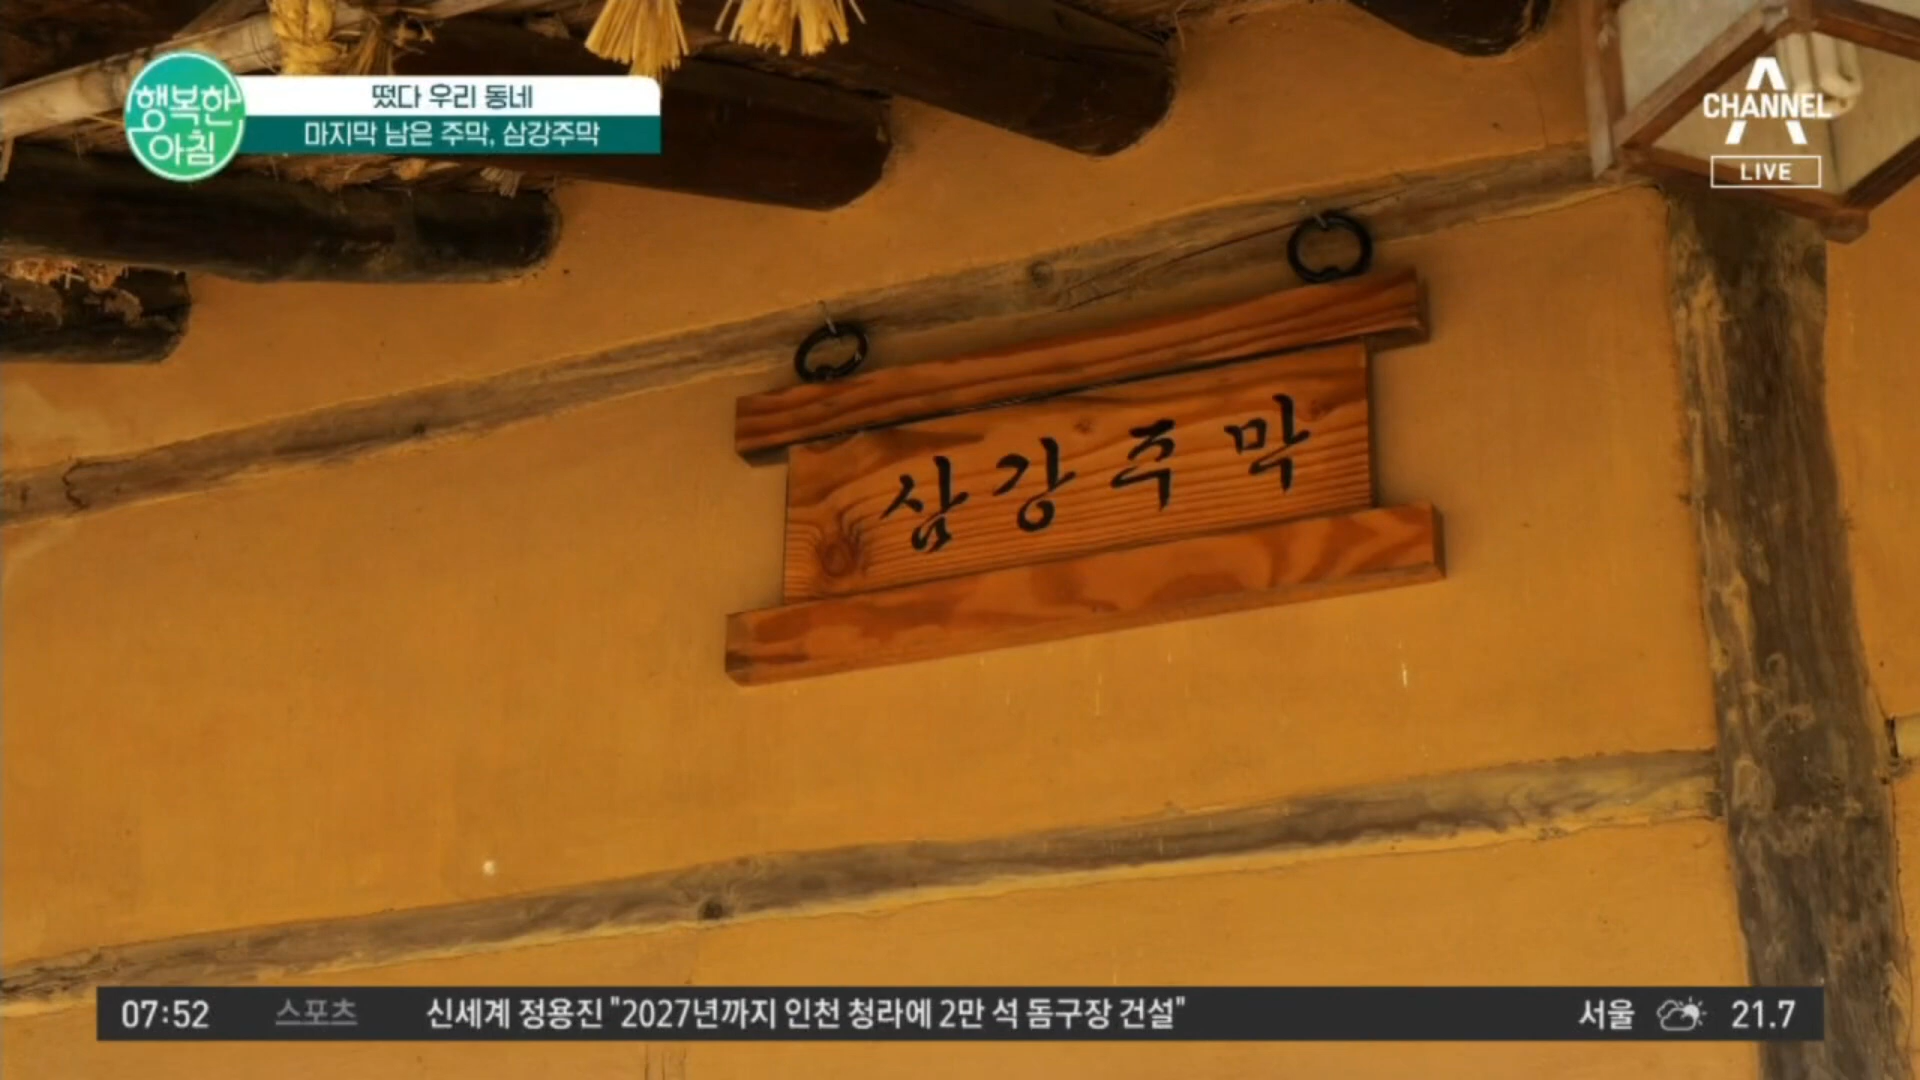 행복한
아침
떴다 우리 동네
마지막 남은 주막, 삼강주막
CHANNEL A
LIVE
삼강주막
07:52 스포츠 신세계 정용진 "2027년까지 인천 청라에 2만 석 돔구장 건설" 서울 21.7